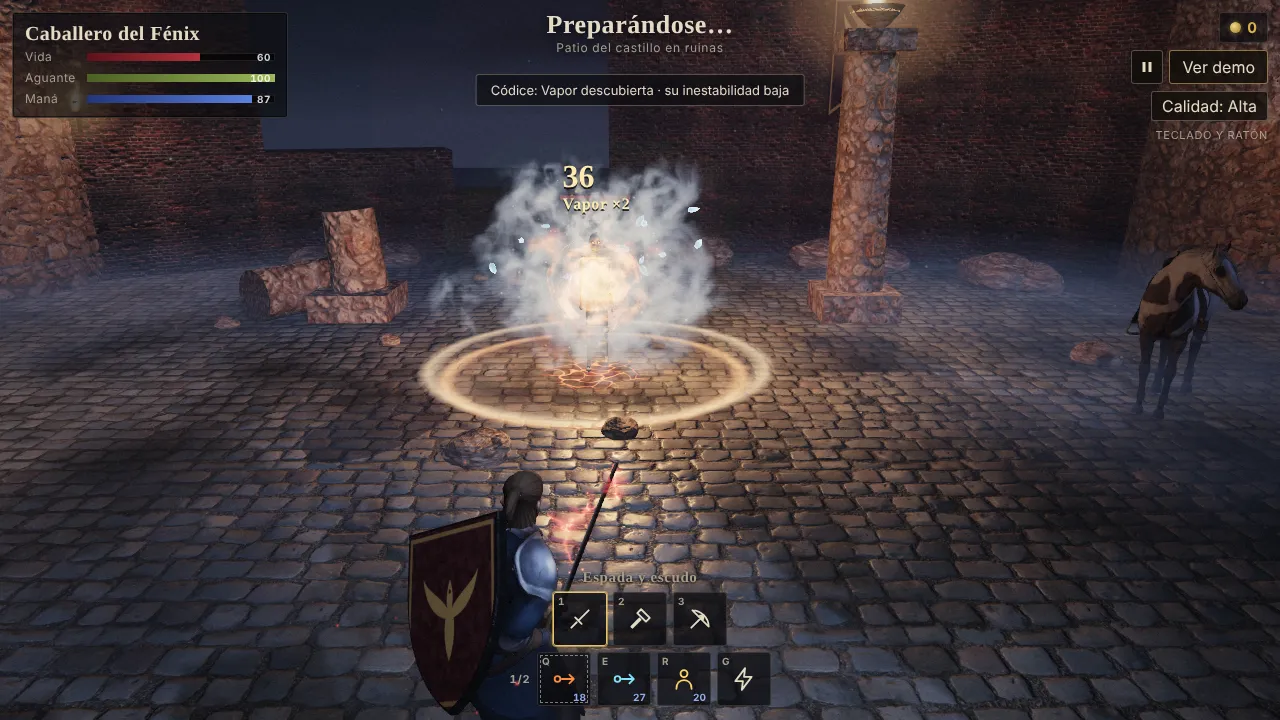 Caballero del Fénix
Vida 60
Aguante 100
Maná 87
Preparándose…
Patio del castillo en ruinas
Códice: Vapor descubierta · su inestabilidad baja
0
Ver demo
Calidad: Alta
TECLADO Y RATÓN
36
Vapor ×2
Espada y escudo
1 2 3
1/2
Q E R G
18 27 20